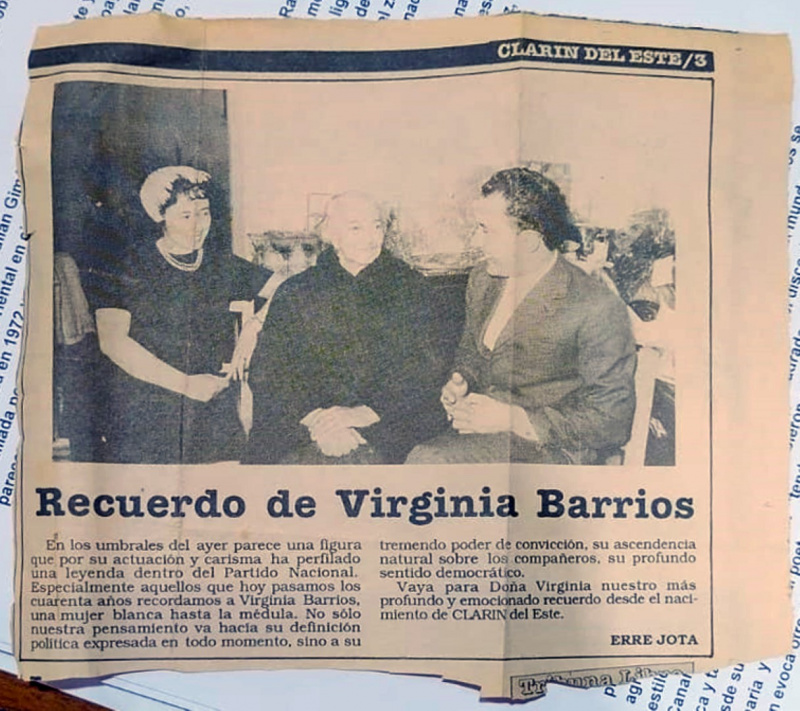 CLARIN DEL ESTE/3
Recuerdo de Virginia Barrios
En los umbrales del ayer parece una figura
que por su actuación y carisma ha perfilado
una leyenda dentro del Partido Nacional.
Especialmente aquellos que hoy pasamos los
cuarenta años recordamos a Virginia Barrios,
una mujer blanca hasta la médula. No sólo
nuestra pensamiento va hacia su definición
política expresada en todo momento, sino a su
tremendo poder de convicción, su ascendencia
natural sobre los compañeros, su profundo
sentido democrático.
Vaya para Doña Virginia nuestro más
profundo y emocionado recuerdo desde el naci-
miento de CLARIN del Este.
ERRE JOTA
Tribuna Libre